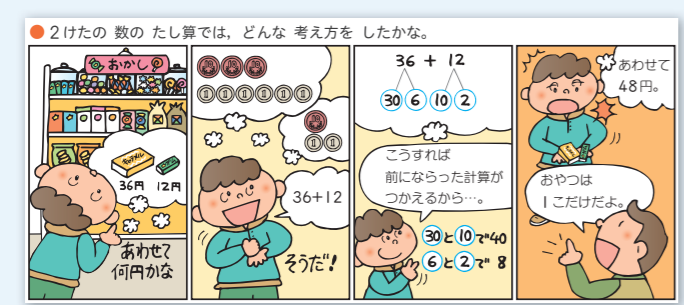 ● 2けたの 数の たし算では，どんな 考え方を したかな。
おかし
キャラメル
36円 12円
あわせて
何円かな
36+12
そうだ!
36 + 12
30 6 10 2
こうすれば
前にならった計算が
つかえるから…。
30と10で40
6と2で 8
あわせて
48円。
おやつは
1こだけだよ。